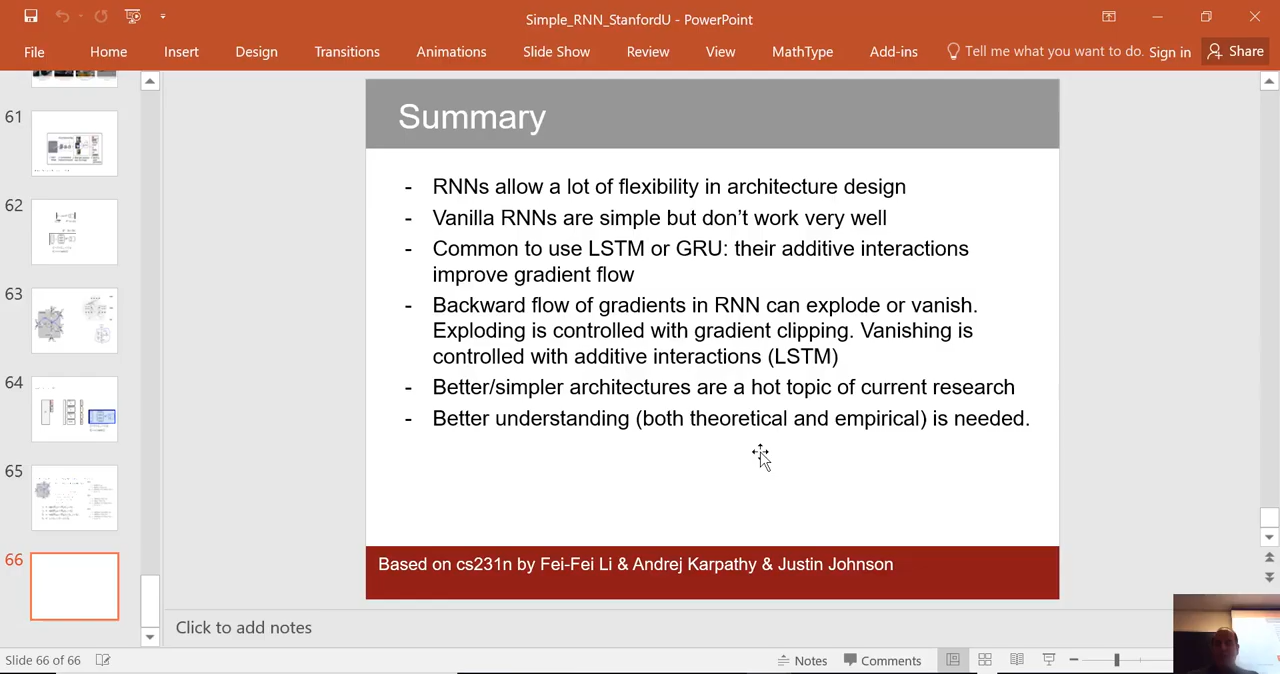 Simple_RNN_StanfordU - PowerPoint
File Home Insert Design Transitions Animations Slide Show Review View MathType Add-ins Tell me what you want to do. Sign in Share
61
62
63
64
65
66
Summary
- RNNs allow a lot of flexibility in architecture design
- Vanilla RNNs are simple but don’t work very well
- Common to use LSTM or GRU: their additive interactions
improve gradient flow
- Backward flow of gradients in RNN can explode or vanish.
Exploding is controlled with gradient clipping. Vanishing is
controlled with additive interactions (LSTM)
- Better/simpler architectures are a hot topic of current research
- Better understanding (both theoretical and empirical) is needed.
Based on cs231n by Fei-Fei Li & Andrej Karpathy & Justin Johnson
Click to add notes
Slide 66 of 66 Notes Comments